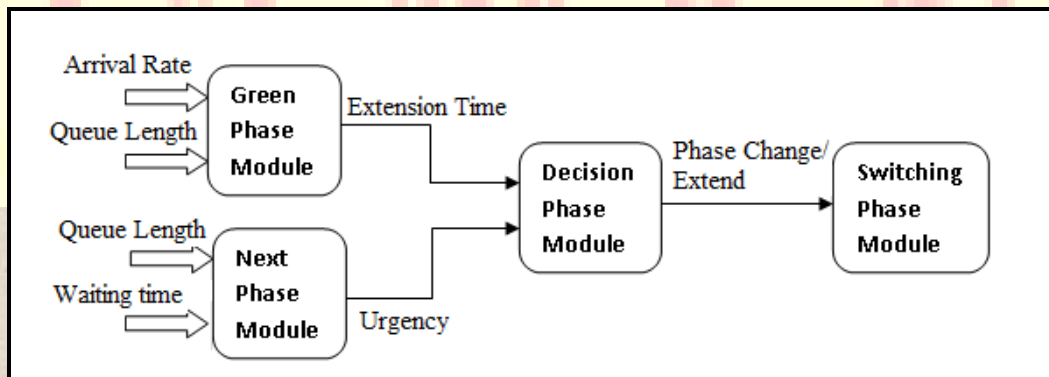 Arrival Rate
Queue Length
Green
Phase
Module
Extension Time
Queue Length
Waiting time
Next
Phase
Module
Urgency
Decision
Phase
Module
Phase Change/
Extend
Switching
Phase
Module